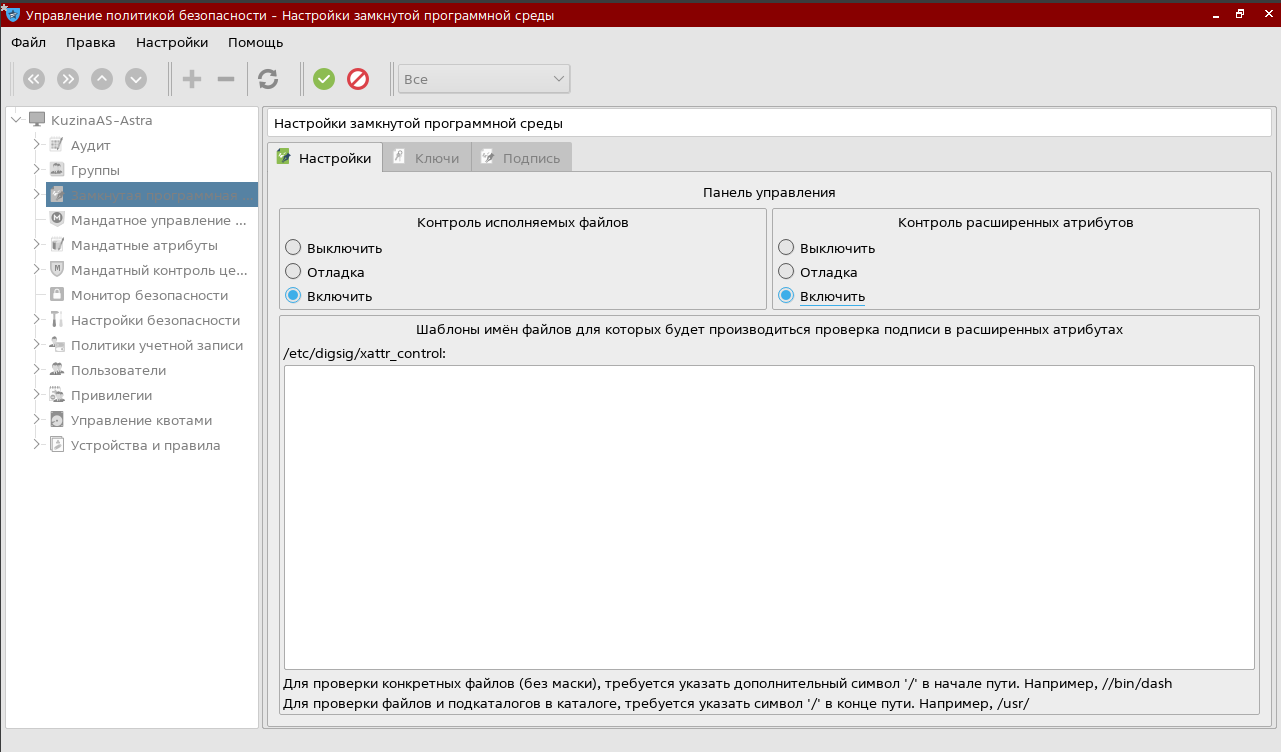 Управление политикой безопасности - Настройки замкнутой программной среды
Файл Правка Настройки Помощь
Все
KuzinaAS-Astra
Аудит
Группы
Замкнутая программная ...
Мандатное управление ...
Мандатные атрибуты
Мандатный контроль це...
Монитор безопасности
Настройки безопасности
Политики учетной записи
Пользователи
Привилегии
Управление квотами
Устройства и правила
Настройки замкнутой программной среды
Настройки Ключи Подпись
Панель управления
Контроль исполняемых файлов
Выключить
Отладка
Включить
Контроль расширенных атрибутов
Выключить
Отладка
Включить
Шаблоны имён файлов для которых будет производиться проверка подписи в расширенных атрибутах
/etc/digsig/xattr_control:
Для проверки конкретных файлов (без маски), требуется указать дополнительный символ '/' в начале пути. Например, //bin/dash
Для проверки файлов и подкаталогов в каталоге, требуется указать символ '/' в конце пути. Например, /usr/